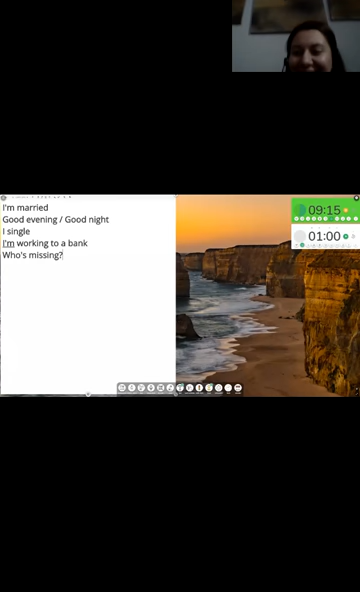 I'm married
Good evening / Good night
I single
I'm working to a bank
Who's missing?
09:15
01:00